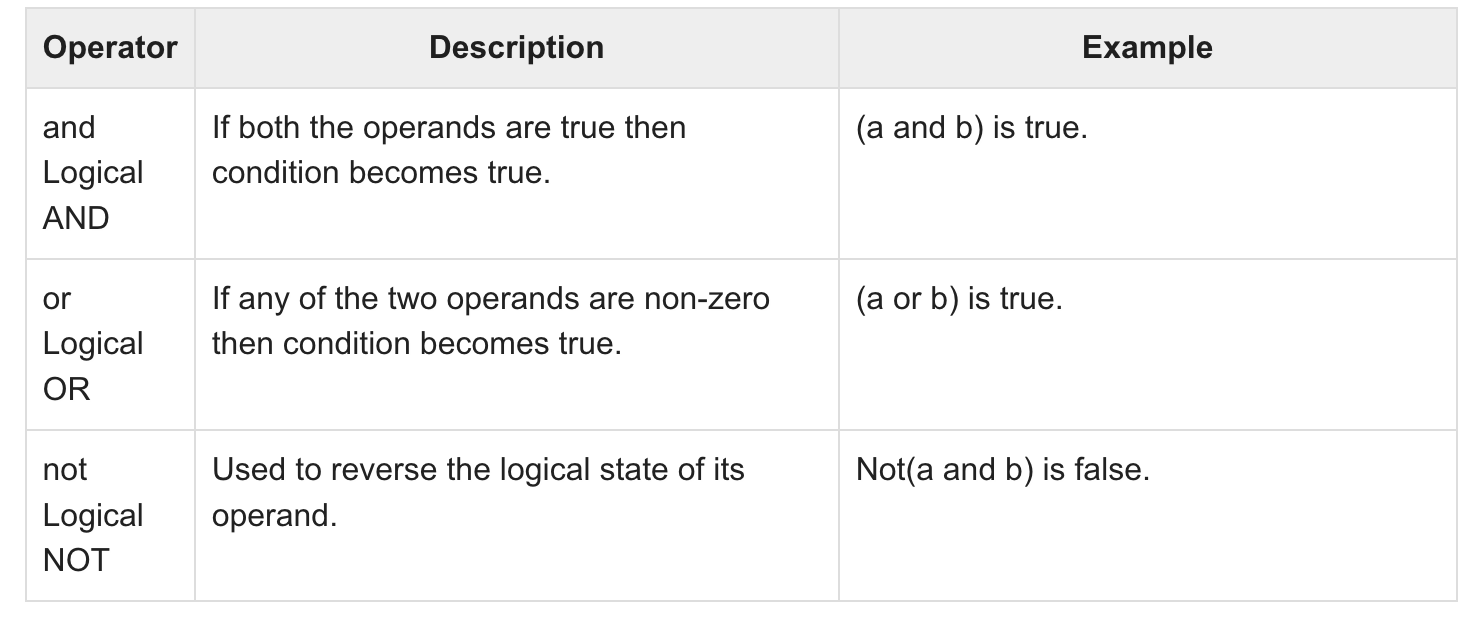 Operator Description Example
and
Logical
AND
If both the operands are true then
condition becomes true.
(a and b) is true.
or
Logical
OR
If any of the two operands are non-zero
then condition becomes true.
(a or b) is true.
not
Logical
NOT
Used to reverse the logical state of its
operand.
Not(a and b) is false.